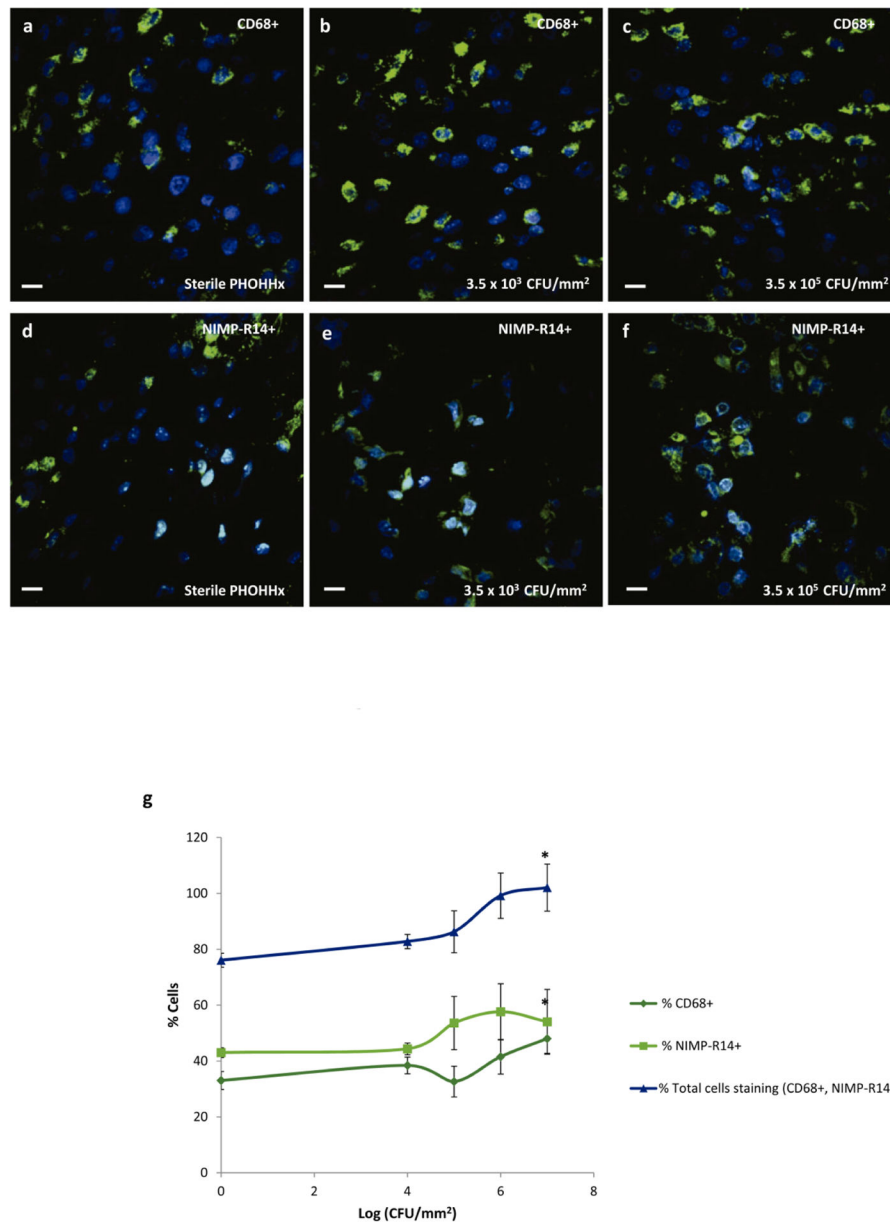 a
CD68+
Sterile PHOHHx
b
CD68+
3.5 x 10³ CFU/mm²
c
CD68+
3.5 x 10⁵ CFU/mm²
d
NIMP-R14+
Sterile PHOHHx
e
NIMP-R14+
3.5 x 10³ CFU/mm²
f
NIMP-R14+
3.5 x 10⁵ CFU/mm²
g
120
100
80
60
40
20
0
% Cells
0 2 4 6 8
Log (CFU/mm²)
*
*
% CD68+
% NIMP-R14+
% Total cells staining (CD68+, NIMP-R14